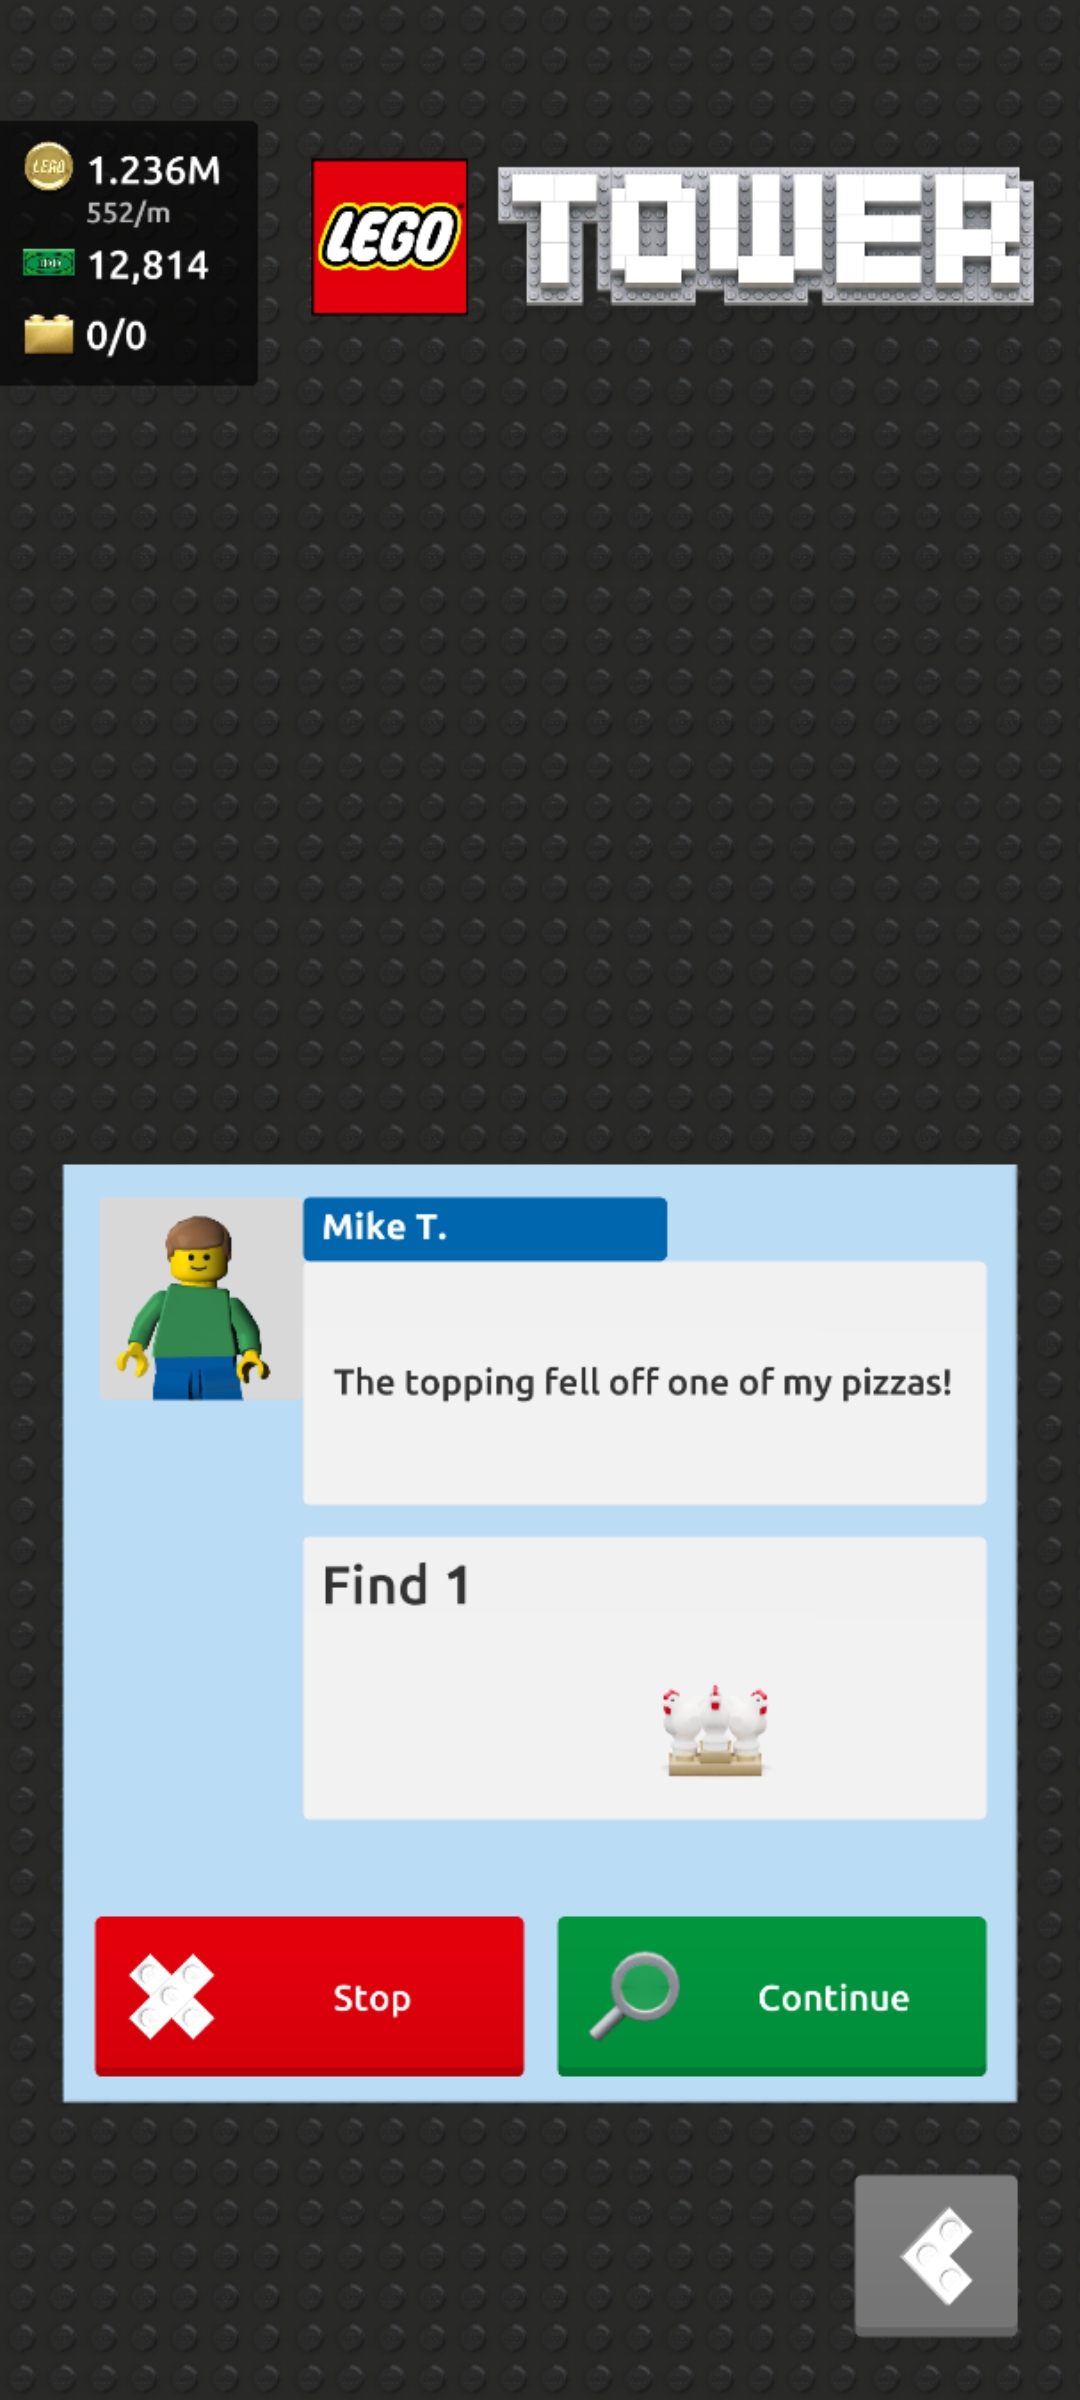 LEGO
1.236M
552/m
12,814
0/0
LEGO TOWER
Mike T.
The topping fell off one of my pizzas!
Find 1
Stop
Continue